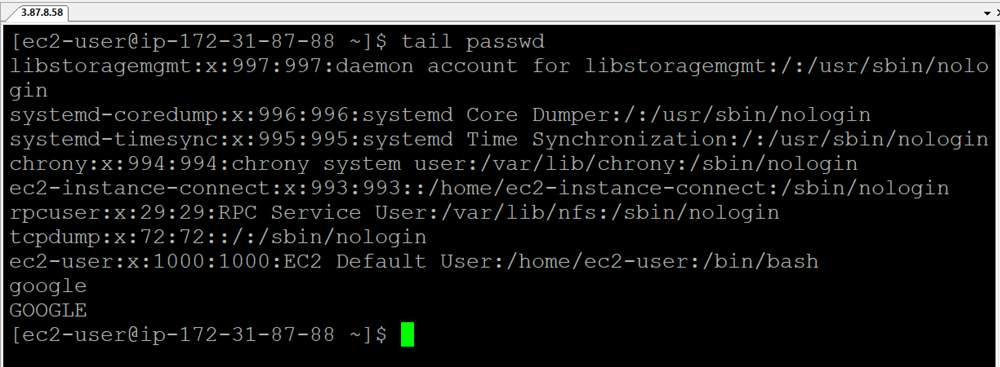 3.87.8.58
[ec2-user@ip-172-31-87-88 ~]$ tail passwd
libstoragemgmt:x:997:997:daemon account for libstoragemgmt:/:/usr/sbin/nolo
gin
systemd-coredump:x:996:996:systemd Core Dumper:/:/usr/sbin/nologin
systemd-timesync:x:995:995:systemd Time Synchronization:/:/usr/sbin/nologin
chrony:x:994:994:chrony system user:/var/lib/chrony:/sbin/nologin
ec2-instance-connect:x:993:993::/home/ec2-instance-connect:/sbin/nologin
rpcuser:x:29:29:RPC Service User:/var/lib/nfs:/sbin/nologin
tcpdump:x:72:72::/:/sbin/nologin
ec2-user:x:1000:1000:EC2 Default User:/home/ec2-user:/bin/bash
google
GOOGLE
[ec2-user@ip-172-31-87-88 ~]$